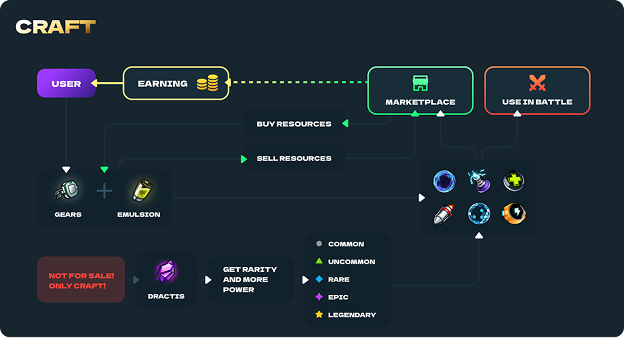 CRAFT
USER
EARNING
MARKETPLACE
USE IN BATTLE
BUY RESOURCES
SELL RESOURCES
GEARS
EMULSION
NOT FOR SALE!
ONLY CRAFT!
DRACTIS
GET RARITY
AND MORE
POWER
COMMON
UNCOMMON
RARE
EPIC
LEGENDARY